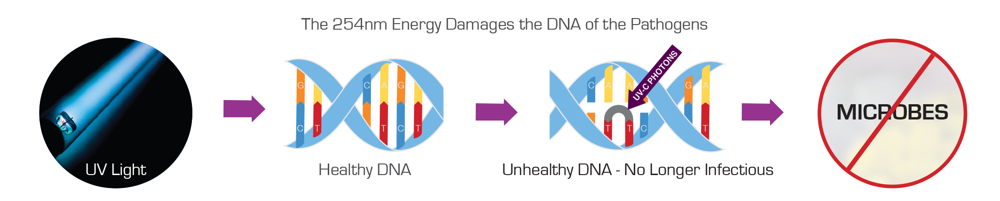 The 254nm Energy Damages the DNA of the Pathogens
UV Light
G C A G
C T T C T
Healthy DNA
UV-C PHOTONS
C A A G A
T T C T
Unhealthy DNA - No Longer Infectious
MICROBES